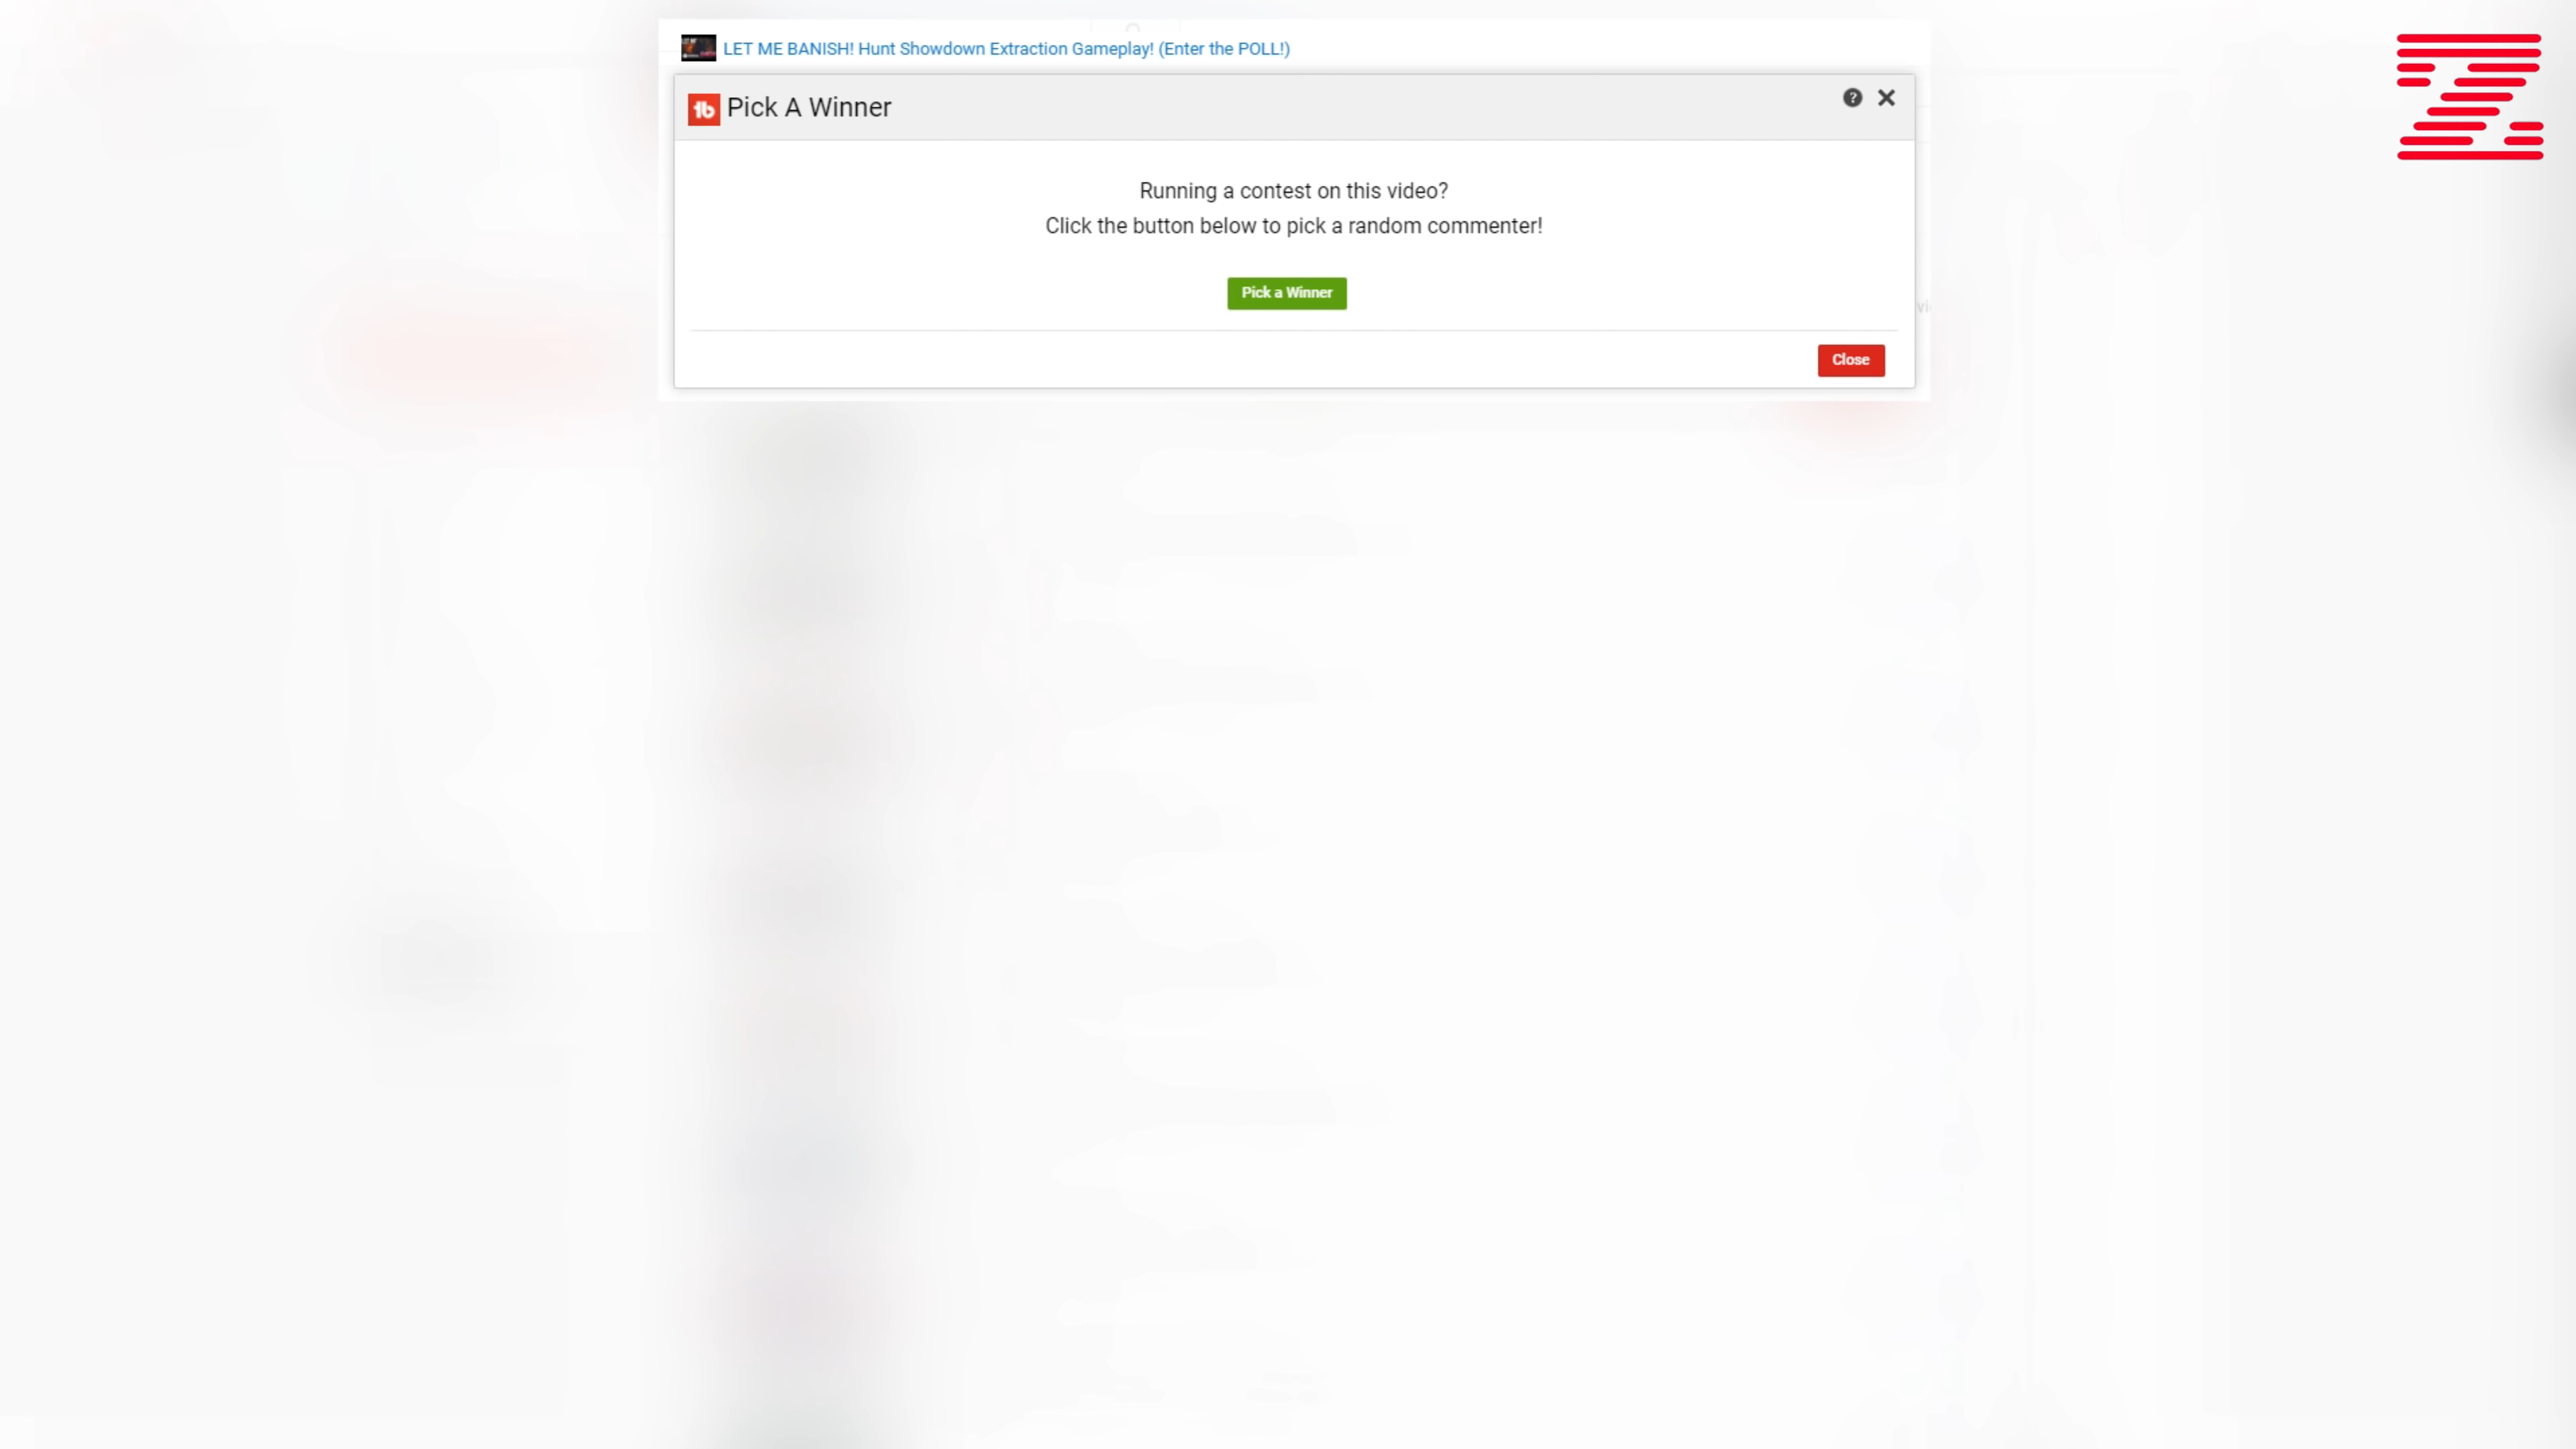 LET ME BANISH! Hunt Showdown Extraction Gameplay! (Enter the POLL!)
Pick A Winner
Running a contest on this video?
Click the button below to pick a random commenter!
Pick a Winner
Close